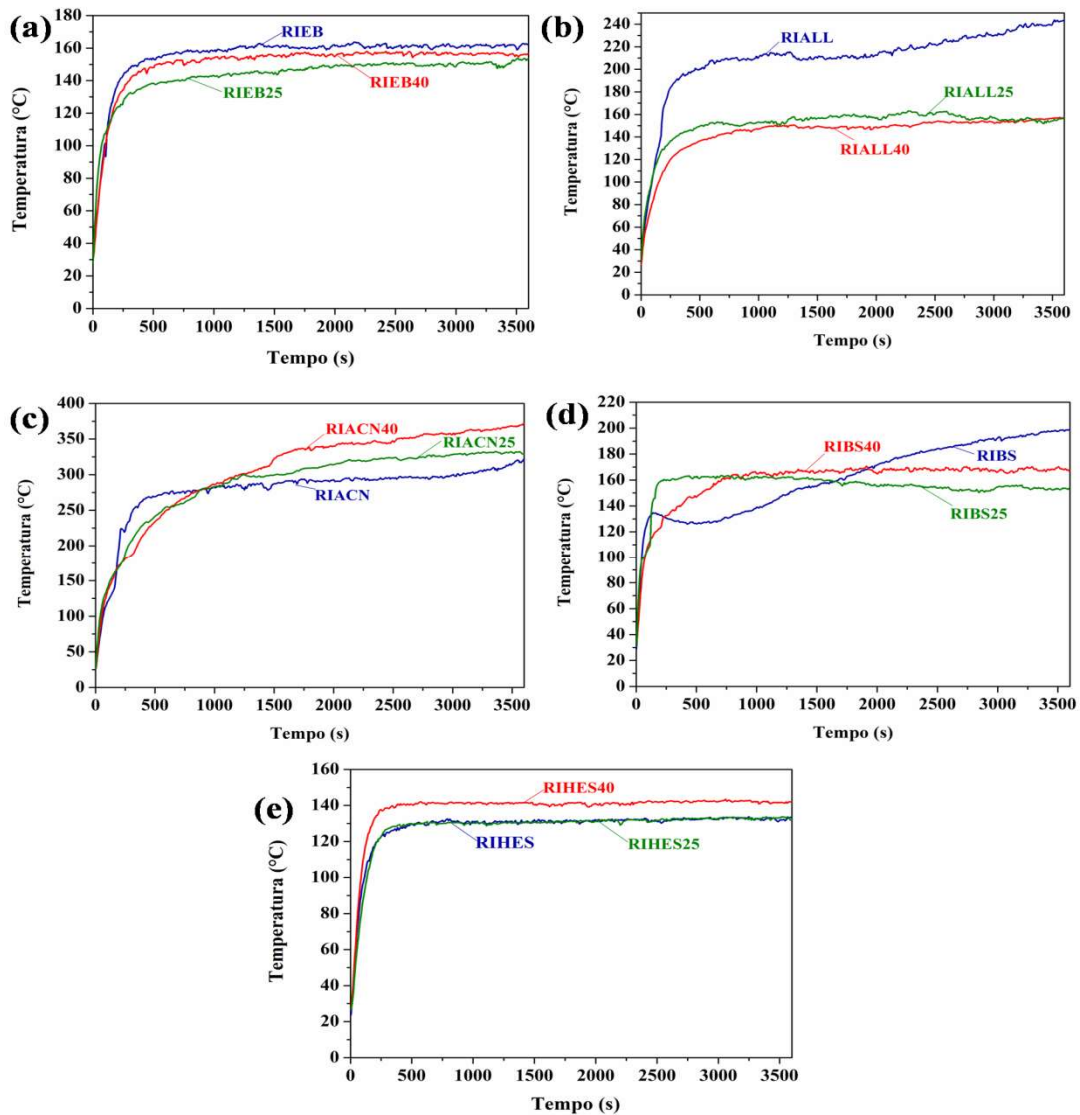 (a)
180
160
140
120
100
80
60
40
20
0
Temperatura (°C)
RIEB
RIEB40
RIEB25
0 500 1000 1500 2000 2500 3000 3500
Tempo (s)
(b)
240
220
200
180
160
140
120
100
80
60
40
20
0
Temperatura (°C)
RIALL
RIALL25
RIALL40
0 500 1000 1500 2000 2500 3000 3500
Tempo (s)
(c)
400
350
300
250
200
150
100
50
0
Temperatura (°C)
RIACN40
RIACN25
RIACN
0 500 1000 1500 2000 2500 3000 3500
Tempo (s)
(d)
220
200
180
160
140
120
100
80
60
40
20
0
Temperatura (°C)
RIBS40
RIBS
RIBS25
0 500 1000 1500 2000 2500 3000 3500
Tempo (s)
(e)
160
140
120
100
80
60
40
20
0
Temperatura (°C)
RIHES40
RIHES
RIHES25
0 500 1000 1500 2000 2500 3000 3500
Tempo (s)